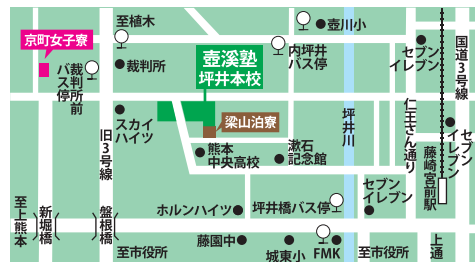 至植木
壺川小
京町女子寮
裁判所
裁判所前
バス停
壺溪塾
坪井本校
内坪井
バス停
セブン
イレブン
国道3号線
スカイ
ハイツ
旧3号線
梁山泊寮
熊本
中央高校
漱石
記念館
坪井川
仁王さん通り
藤崎宮前駅
セブン
イレブン
セブン
イレブン
至上熊本
新堀橋
盤根橋
ホルンハイツ
坪井橋バス停
藤園中
城東小
FMK
至市役所
至市役所
上通